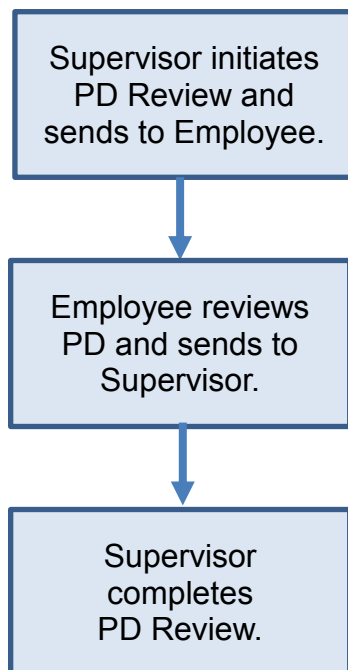 Supervisor initiates
PD Review and
sends to Employee.
Employee reviews
PD and sends to
Supervisor.
Supervisor
completes
PD Review.